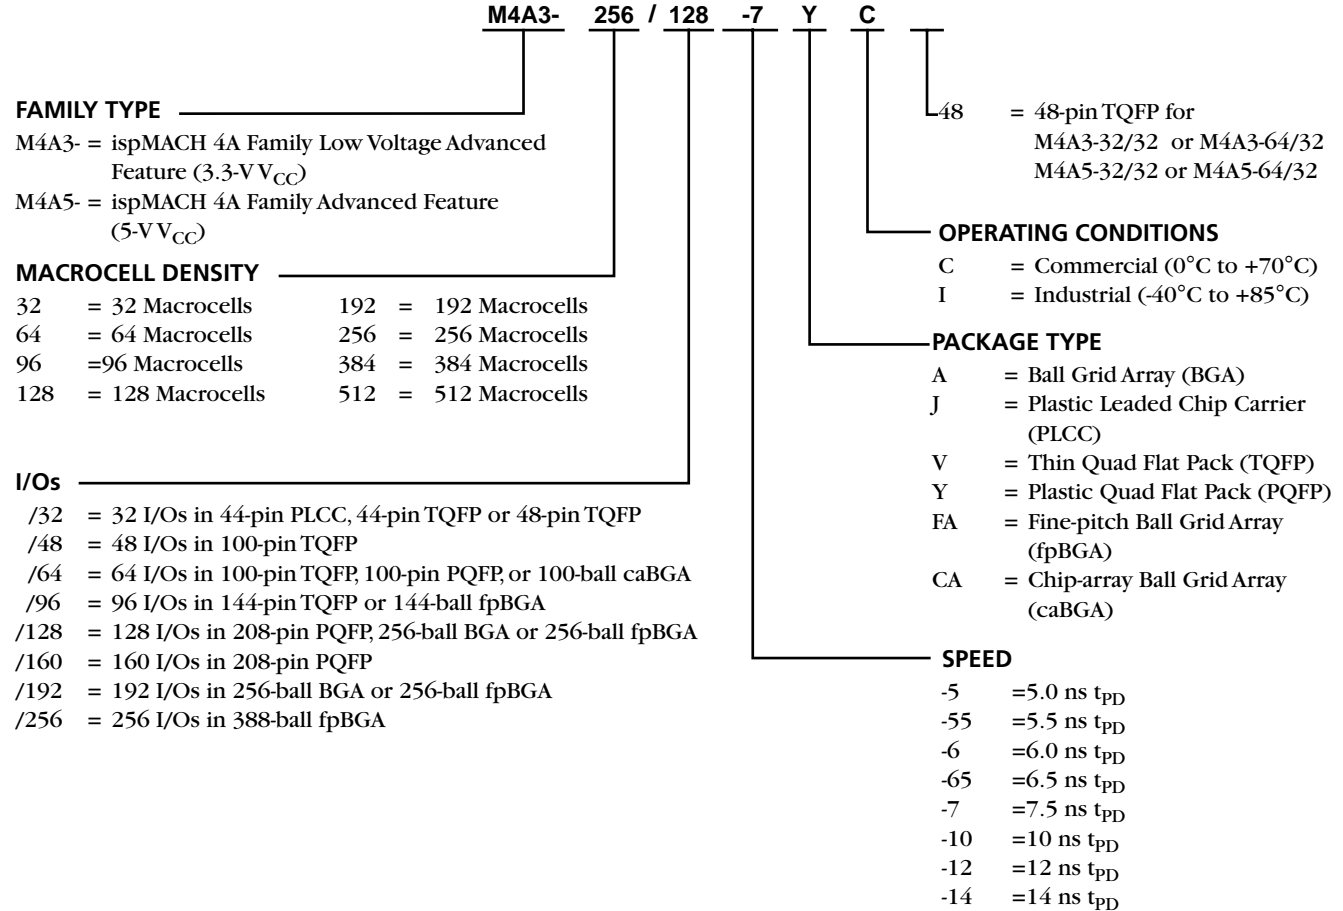 M4A3- 256 / 128 -7 Y C
FAMILY TYPE
M4A3- = ispMACH 4A Family Low Voltage Advanced
Feature (3.3-V VCC)
M4A5- = ispMACH 4A Family Advanced Feature
(5-V VCC)
MACROCELL DENSITY
32 = 32 Macrocells 192 = 192 Macrocells
64 = 64 Macrocells 256 = 256 Macrocells
96 =96 Macrocells 384 = 384 Macrocells
128 = 128 Macrocells 512 = 512 Macrocells
I/Os
/32 = 32 I/Os in 44-pin PLCC, 44-pin TQFP or 48-pin TQFP
/48 = 48 I/Os in 100-pin TQFP
/64 = 64 I/Os in 100-pin TQFP, 100-pin PQFP, or 100-ball caBGA
/96 = 96 I/Os in 144-pin TQFP or 144-ball fpBGA
/128 = 128 I/Os in 208-pin PQFP, 256-ball BGA or 256-ball fpBGA
/160 = 160 I/Os in 208-pin PQFP
/192 = 192 I/Os in 256-ball BGA or 256-ball fpBGA
/256 = 256 I/Os in 388-ball fpBGA
48 = 48-pin TQFP for
M4A3-32/32 or M4A3-64/32
M4A5-32/32 or M4A5-64/32
OPERATING CONDITIONS
C = Commercial (0°C to +70°C)
I = Industrial (-40°C to +85°C)
PACKAGE TYPE
A = Ball Grid Array (BGA)
J = Plastic Leaded Chip Carrier
(PLCC)
V = Thin Quad Flat Pack (TQFP)
Y = Plastic Quad Flat Pack (PQFP)
FA = Fine-pitch Ball Grid Array
(fpBGA)
CA = Chip-array Ball Grid Array
(caBGA)
SPEED
-5 =5.0 ns tPD
-55 =5.5 ns tPD
-6 =6.0 ns tPD
-65 =6.5 ns tPD
-7 =7.5 ns tPD
-10 =10 ns tPD
-12 =12 ns tPD
-14 =14 ns tPD